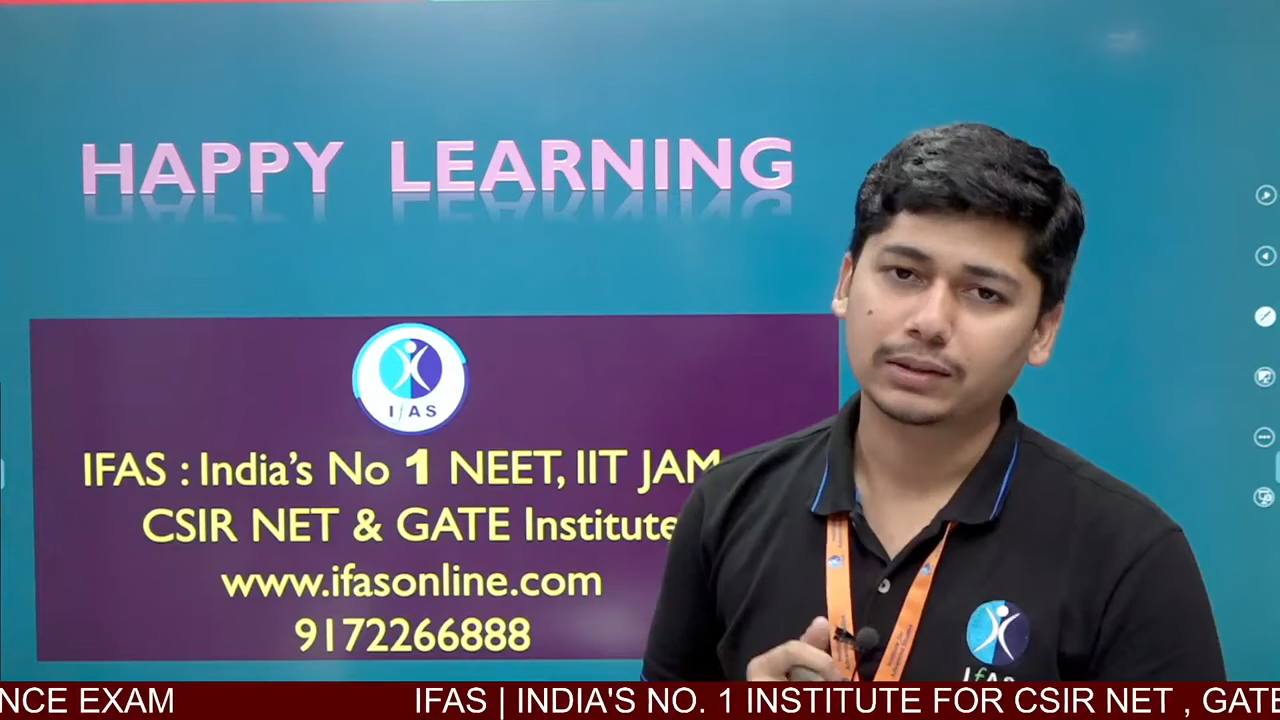 HAPPY LEARNING
IfAS
IFAS : India's No 1 NEET, IIT JAM
CSIR NET & GATE Institute
www.ifasonline.com
9172266888
IfAS
NCE EXAM IFAS | INDIA'S NO. 1 INSTITUTE FOR CSIR NET , GATE